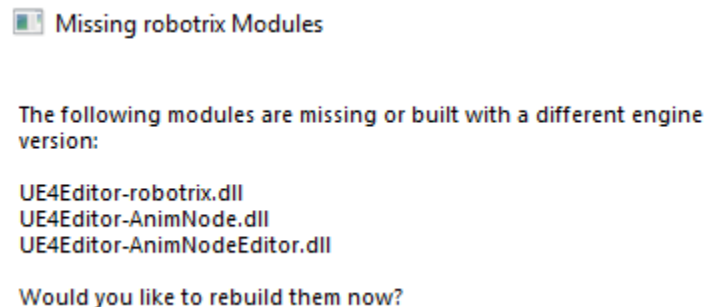 Missing robotrix Modules
The following modules are missing or built with a different engine
version:
UE4Editor-robotrix.dll
UE4Editor-AnimNode.dll
UE4Editor-AnimNodeEditor.dll
Would you like to rebuild them now?